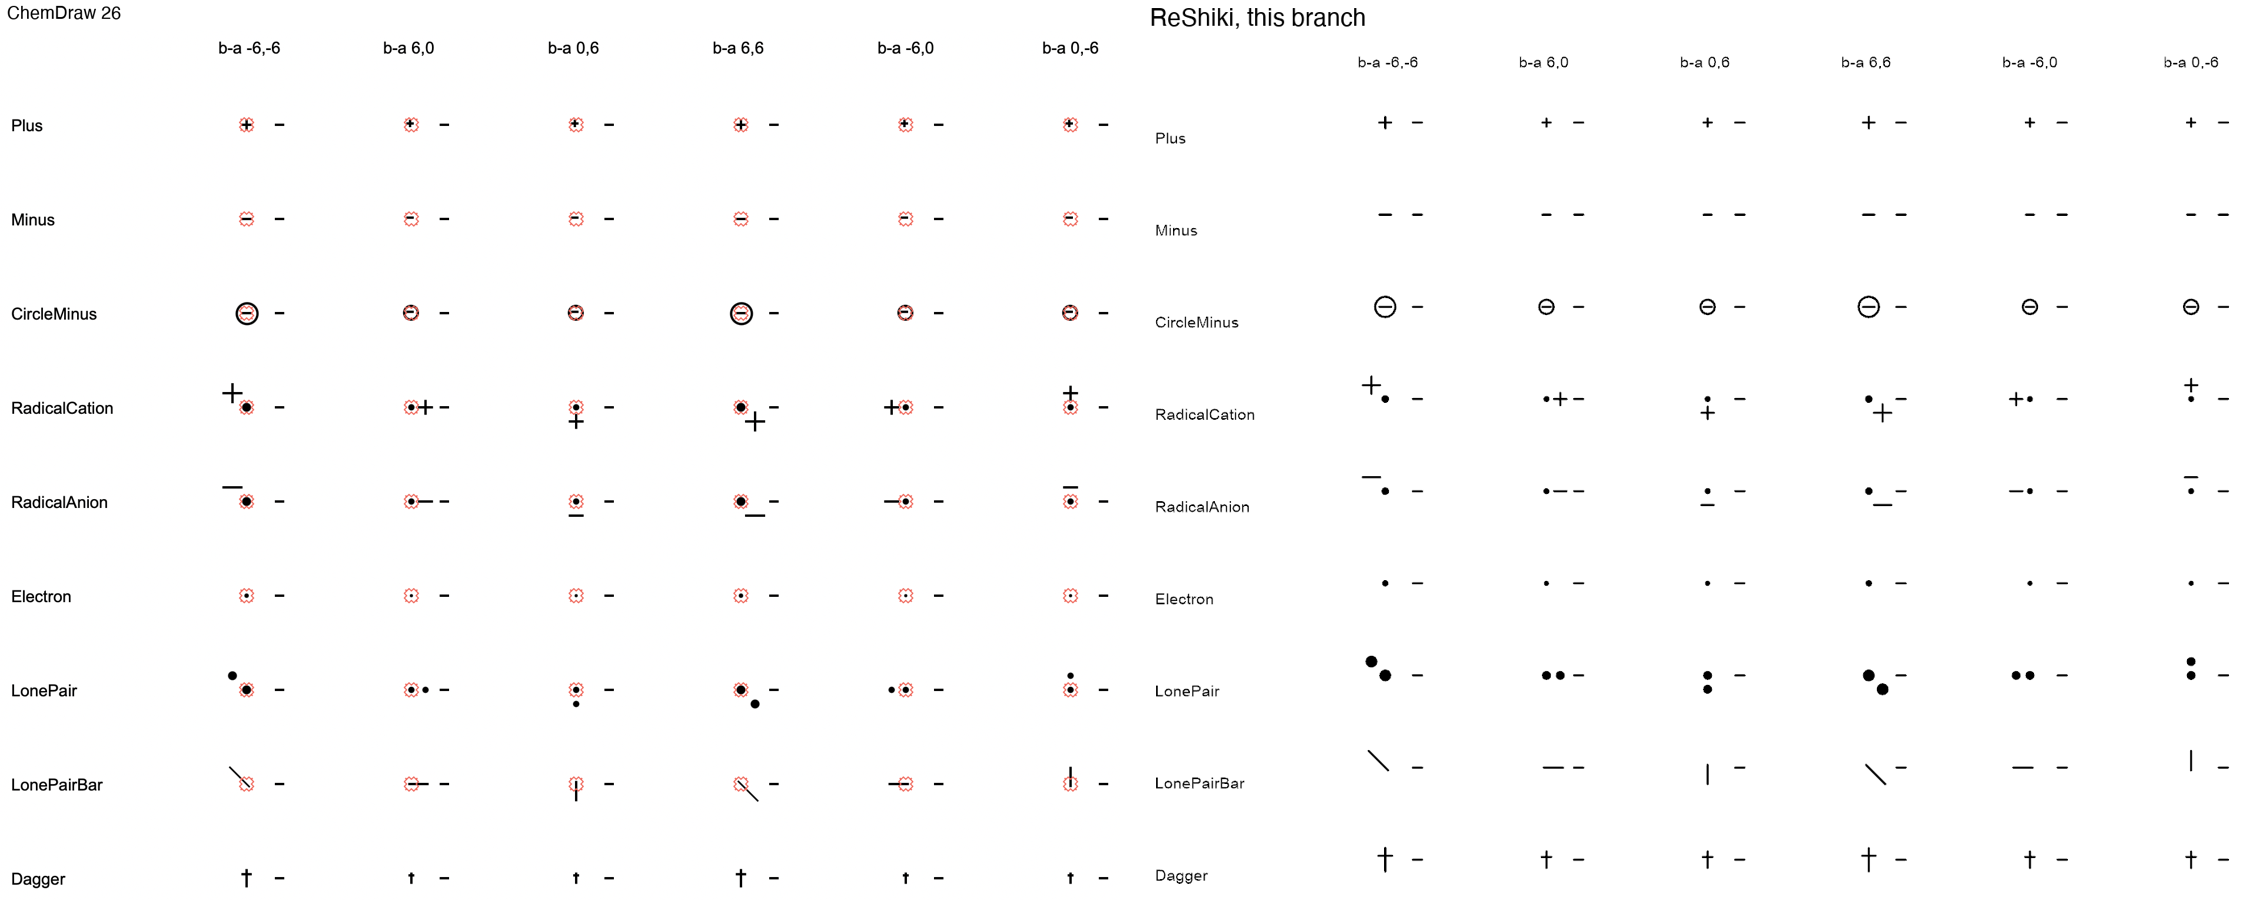 ChemDraw 26
ReShiki, this branch
b-a -6,-6 b-a 6,0 b-a 0,6 b-a 6,6 b-a -6,0 b-a 0,-6
b-a -6,-6 b-a 6,0 b-a 0,6 b-a 6,6 b-a -6,0 b-a 0,-6
Plus
Plus
Minus
Minus
CircleMinus
CircleMinus
RadicalCation
RadicalCation
RadicalAnion
RadicalAnion
Electron
Electron
LonePair
LonePair
LonePairBar
LonePairBar
Dagger
Dagger